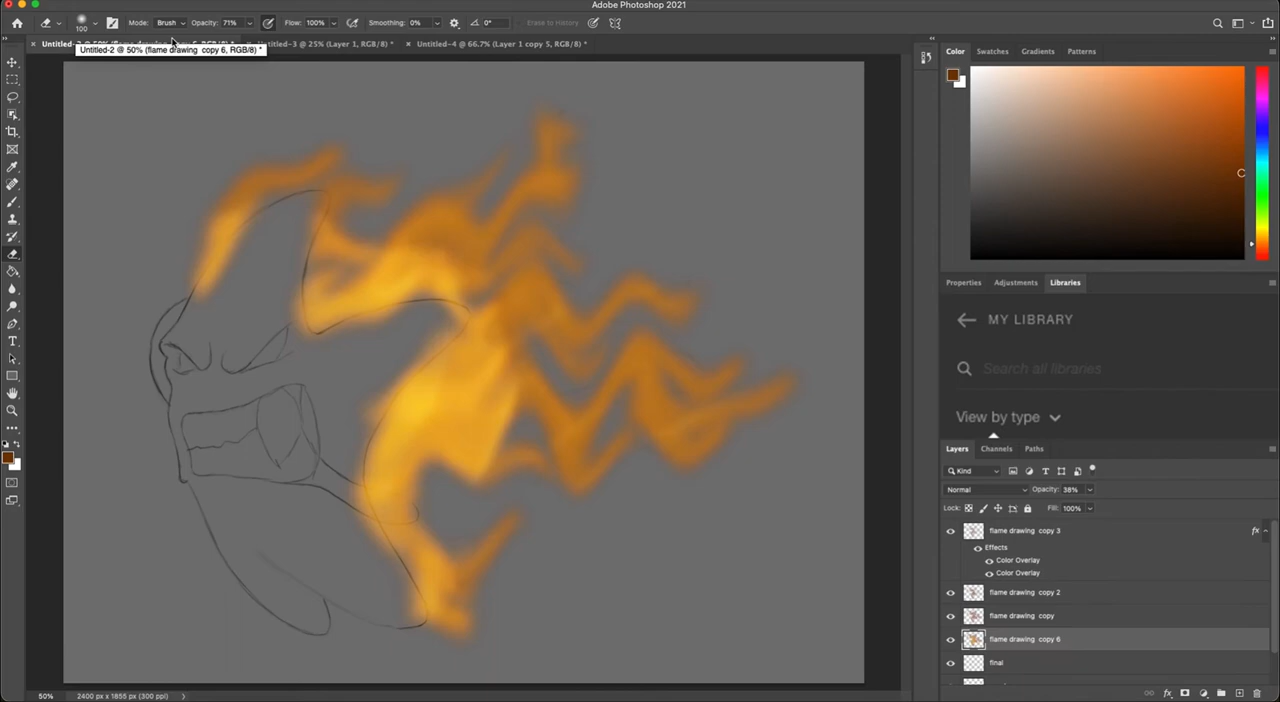 Adobe Photoshop 2021
100 Mode: Brush Opacity: 71% Flow: 100% Smoothing: 0% 0° Erase to History
Untitled-3 @ 25% (Layer 1, RGB/8) * × Untitled-4 @ 66.7% (Layer 1 copy 5, RGB/8) *
Untitled-2 @ 50% (flame drawing copy 6, RGB/8) *
Color Swatches Gradients Patterns
Properties Adjustments Libraries
MY LIBRARY
Search all libraries
View by type
Layers Channels Paths
Kind
Normal Opacity: 38%
Lock: Fill: 100%
flame drawing copy 3 fx
Effects
Color Overlay
Color Overlay
flame drawing copy 2
flame drawing copy
flame drawing copy 6
final
50% 2400 px x 1855 px (300 ppi)